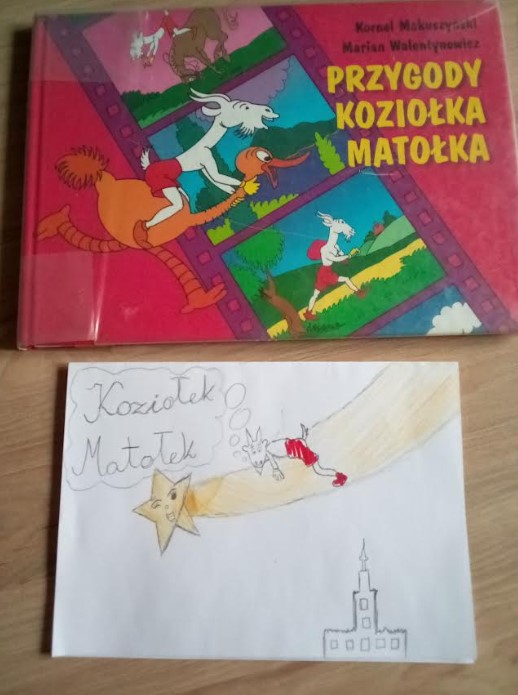 Kornel Makuszyński
Marian Walentynowicz
PRZYGODY
KOZIOŁKA
MATOŁKA
Koziołek
Matołek